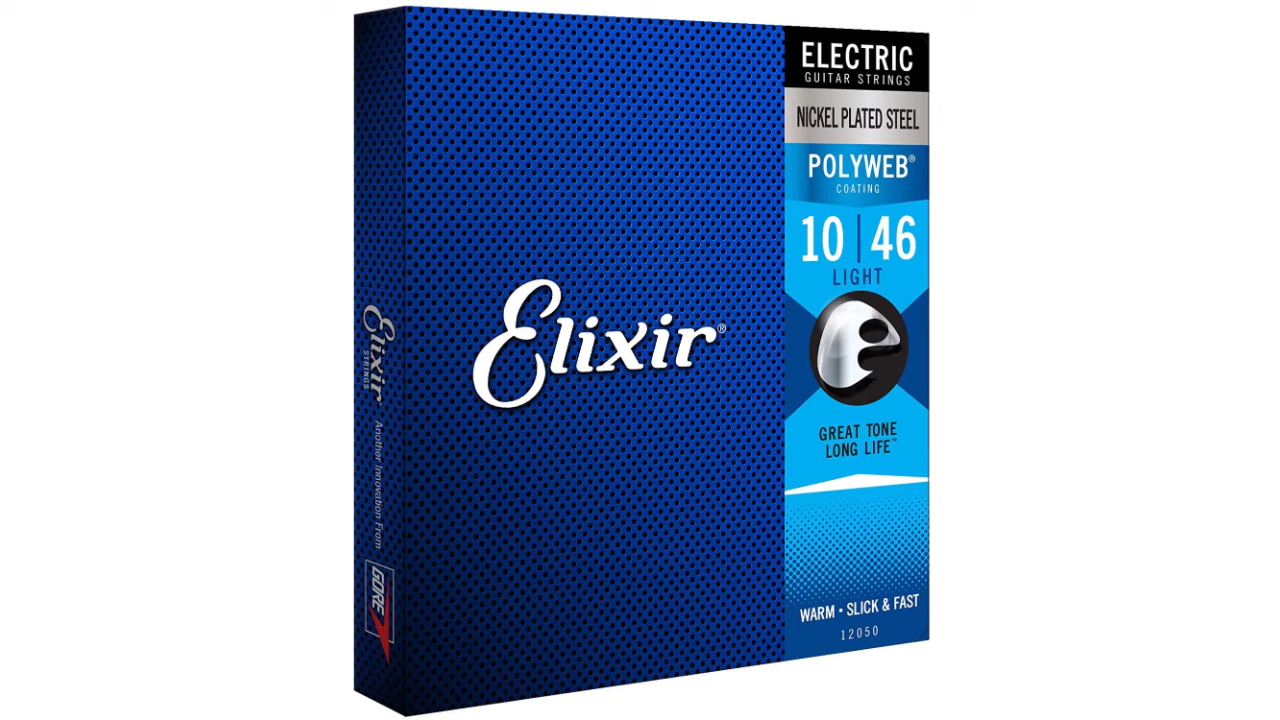 Elixir®
ELECTRIC
GUITAR STRINGS
NICKEL PLATED STEEL
POLYWEB®
COATING
10 | 46
LIGHT
e
GREAT TONE
LONG LIFE™
WARM • SLICK & FAST
12050
Elixir
STRINGS
Another Innovation From
GORE